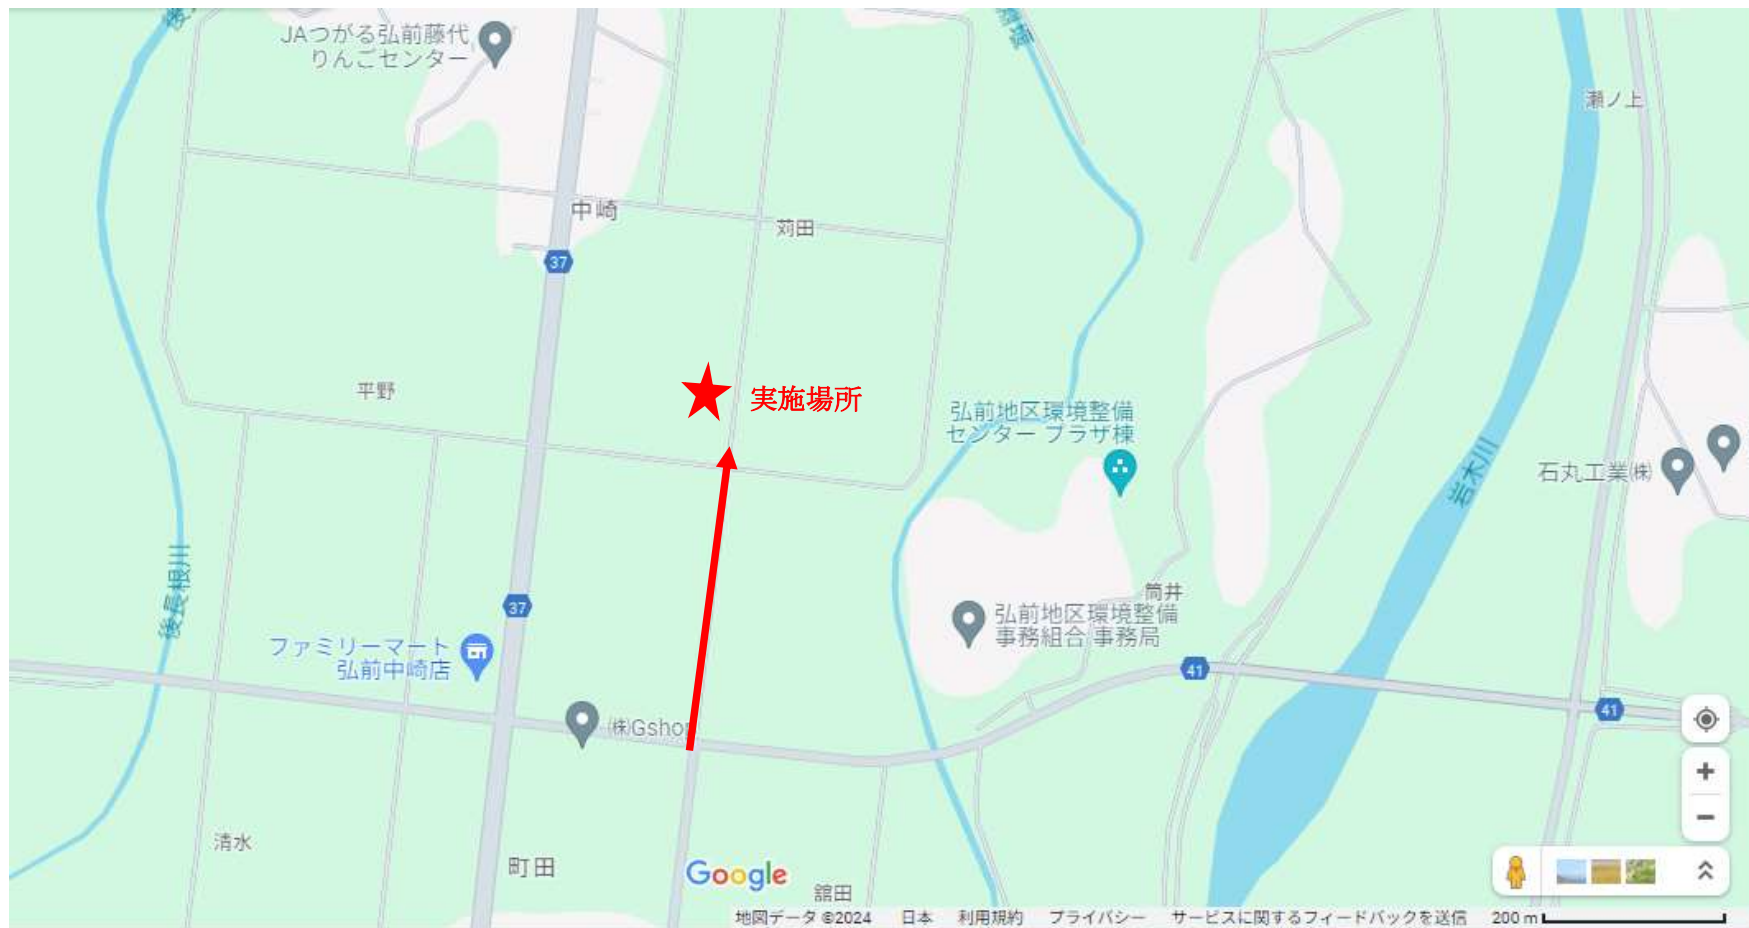 JAつがる弘前藤代
りんごセンター
瀬ノ上
中崎
苅田
37
平野
実施場所
弘前地区環境整備
センター プラザ棟
石丸工業㈱
岩木川
後長根川
筒井
弘前地区環境整備
事務組合 事務局
37
ファミリーマート
弘前中崎店
41
41
㈱Gshop
清水
町田
Google
舘田
地図データ ©2024 日本 利用規約 プライバシー サービスに関するフィードバックを送信 200 m